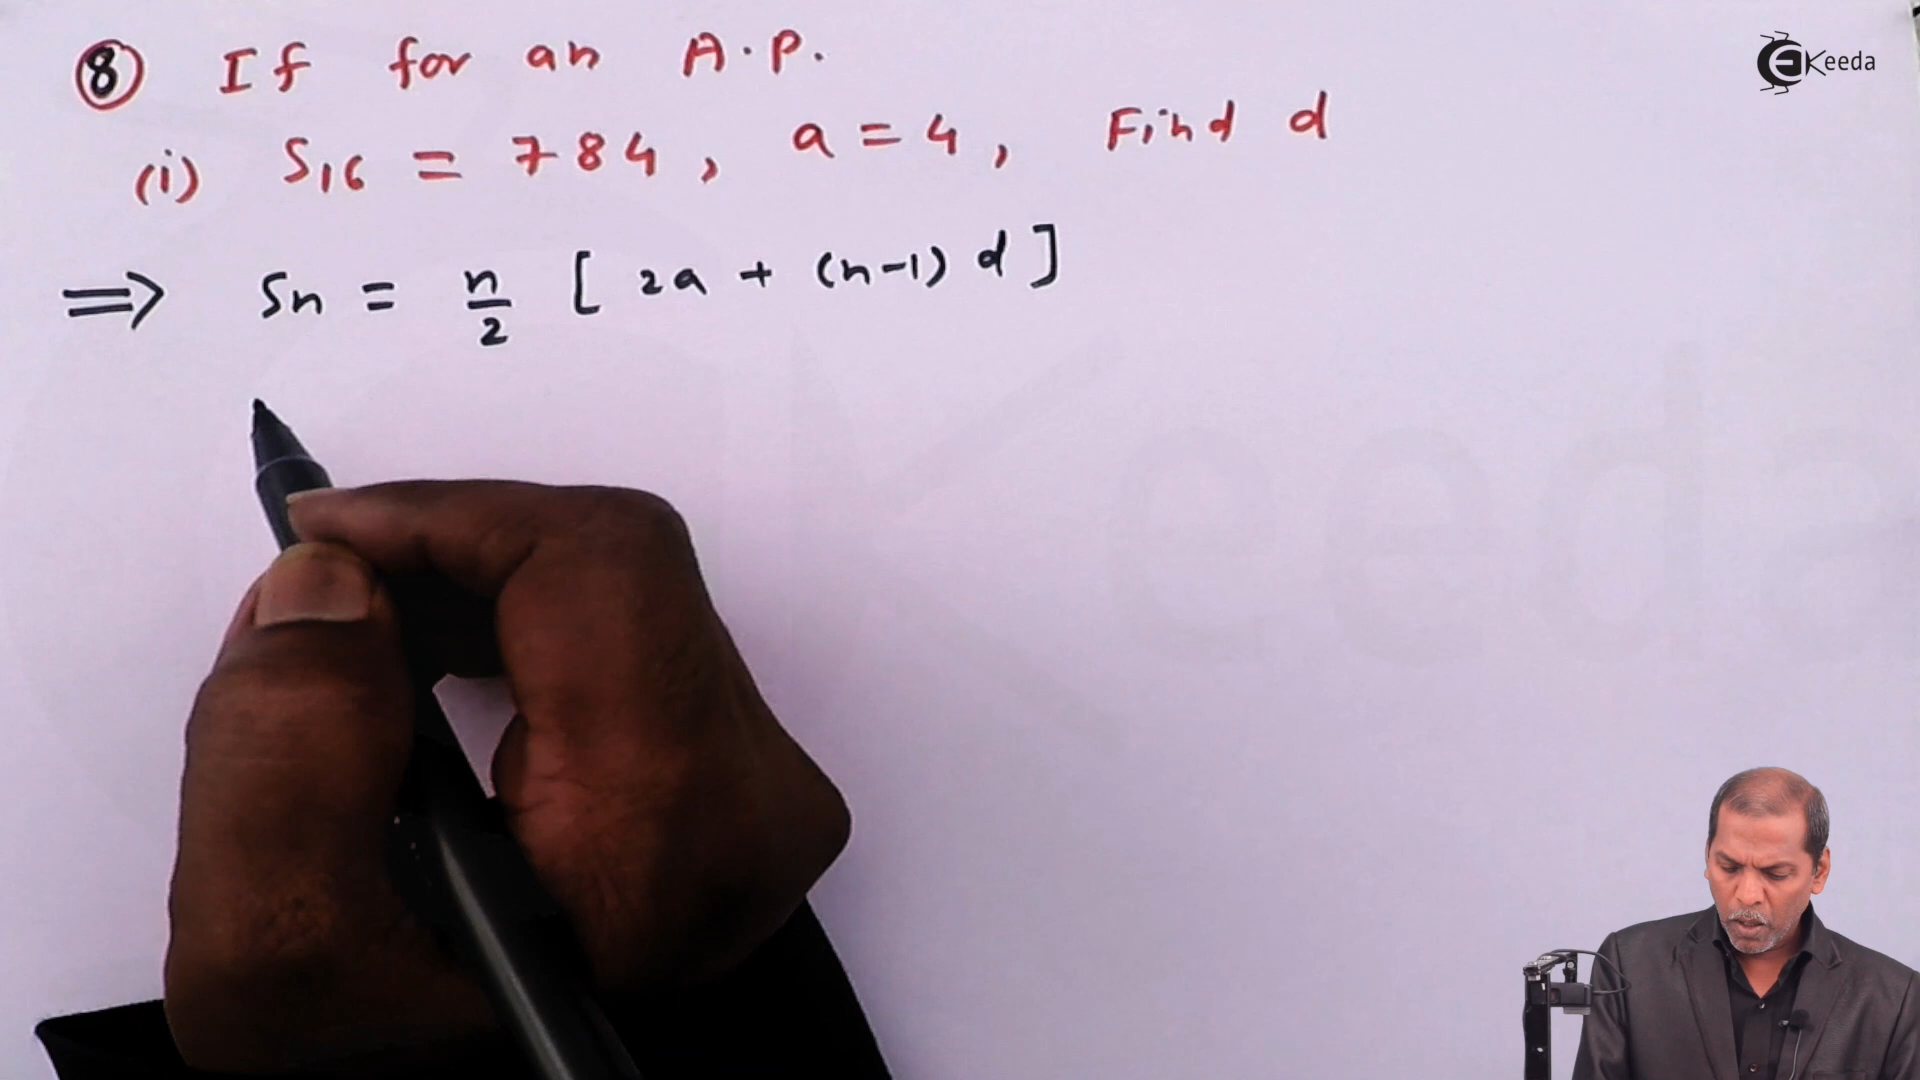 EKeeda
⑧ If for an A.P.
(i) S₁₆ = 784, a = 4, Find d
⇒ Sn = n/2 [2a + (n-1) d]